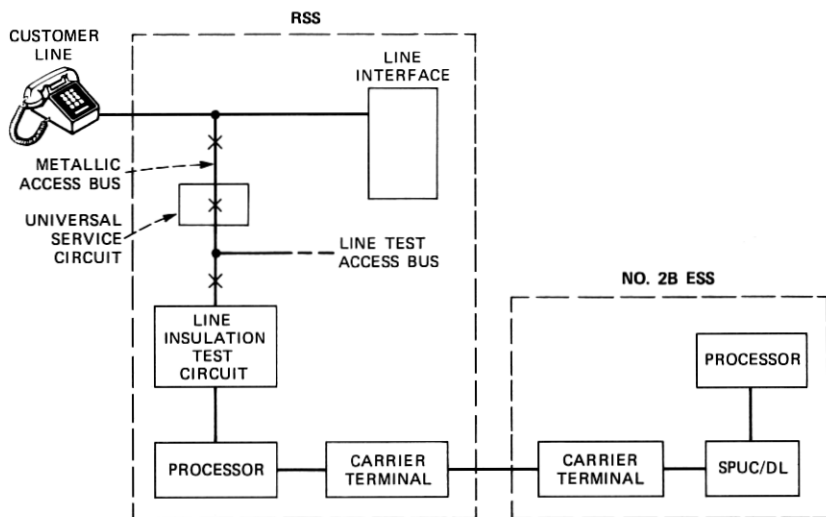 RSS
CUSTOMER
LINE
LINE
INTERFACE
METALLIC
ACCESS BUS
UNIVERSAL
SERVICE
CIRCUIT
LINE TEST
ACCESS BUS
NO. 2B ESS
LINE
INSULATION
TEST
CIRCUIT
PROCESSOR
PROCESSOR
CARRIER
TERMINAL
CARRIER
TERMINAL
SPUC/DL